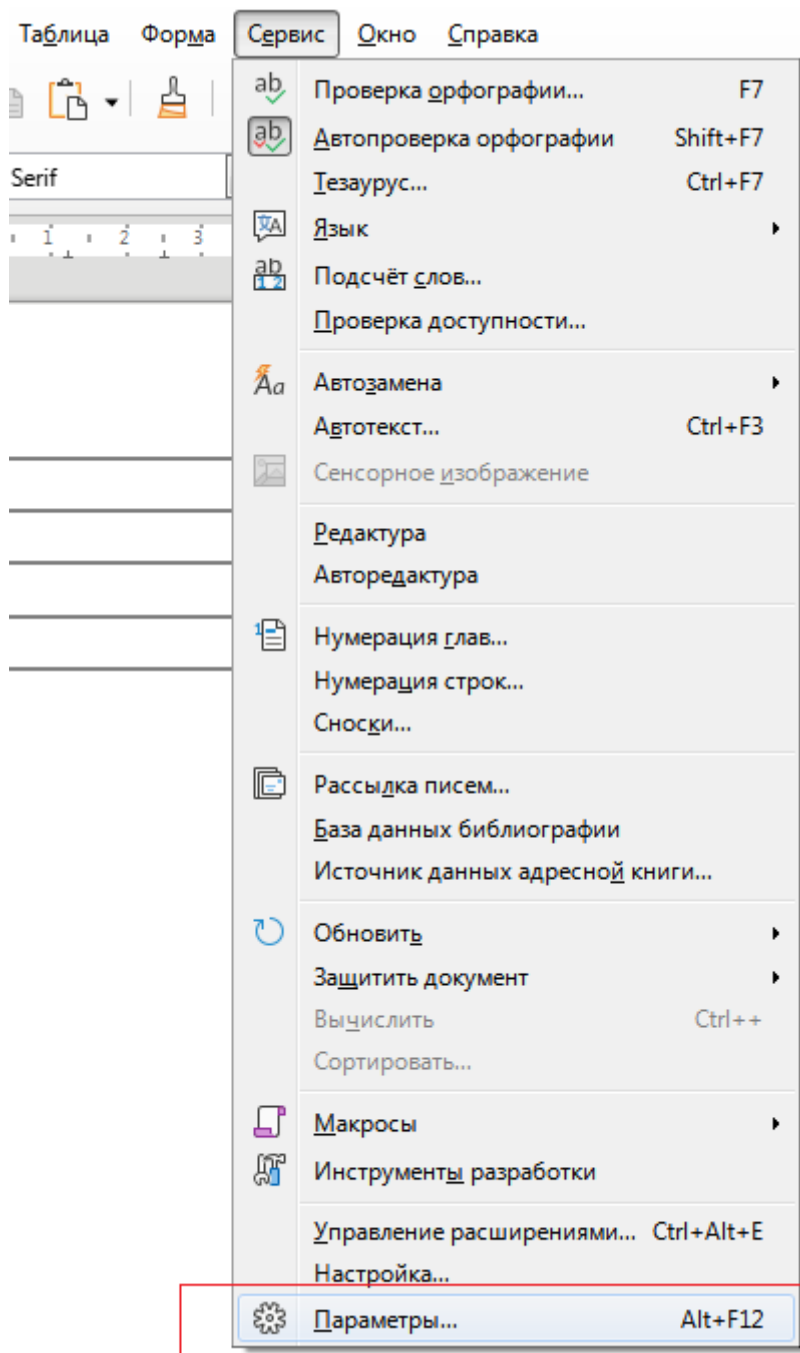 Таблица Форма Сервис Окно Справка
Проверка орфографии... F7
Автопроверка орфографии Shift+F7
Serif
Тезаурус... Ctrl+F7
1 2 3
Язык
Подсчёт слов...
Проверка доступности...
Автозамена
Автотекст... Ctrl+F3
Сенсорное изображение
Редактура
Авторедактура
Нумерация глав...
Нумерация строк...
Сноски...
Рассылка писем...
База данных библиографии
Источник данных адресной книги...
Обновить
Защитить документ
Вычислить Ctrl++
Сортировать...
Макросы
Инструменты разработки
Управление расширениями... Ctrl+Alt+E
Настройка...
Параметры... Alt+F12